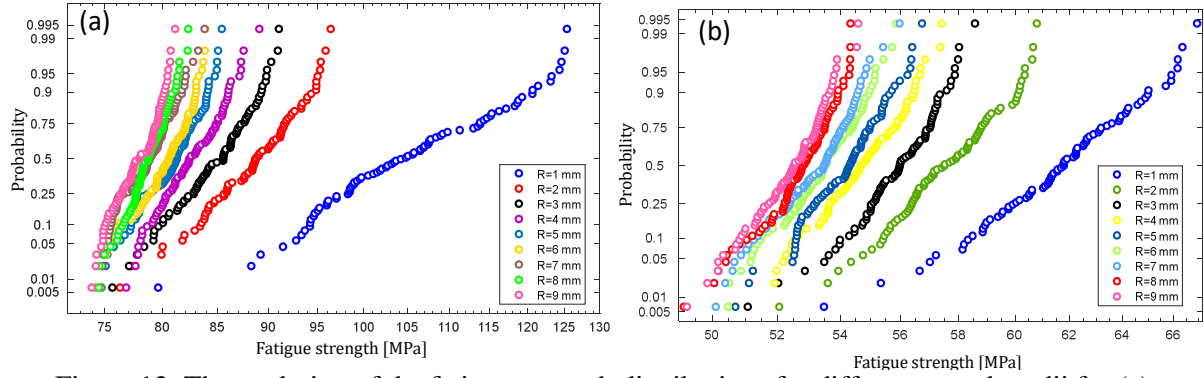 (a)
0.995
0.99
0.95
0.9
0.75
0.5
0.25
0.1
0.05
0.01
0.005
Probability
R=1 mm
R=2 mm
R=3 mm
R=4 mm
R=5 mm
R=6 mm
R=7 mm
R=8 mm
R=9 mm
75 80 85 90 95 100 105 110 115 120 125 130
Fatigue strength [MPa]
(b)
0.995
0.99
0.95
0.9
0.75
0.5
0.25
0.1
0.05
0.01
0.005
Probability
R=1 mm
R=2 mm
R=3 mm
R=4 mm
R=5 mm
R=6 mm
R=7 mm
R=8 mm
R=9 mm
50 52 54 56 58 60 62 64 66
Fatigue strength [MPa]